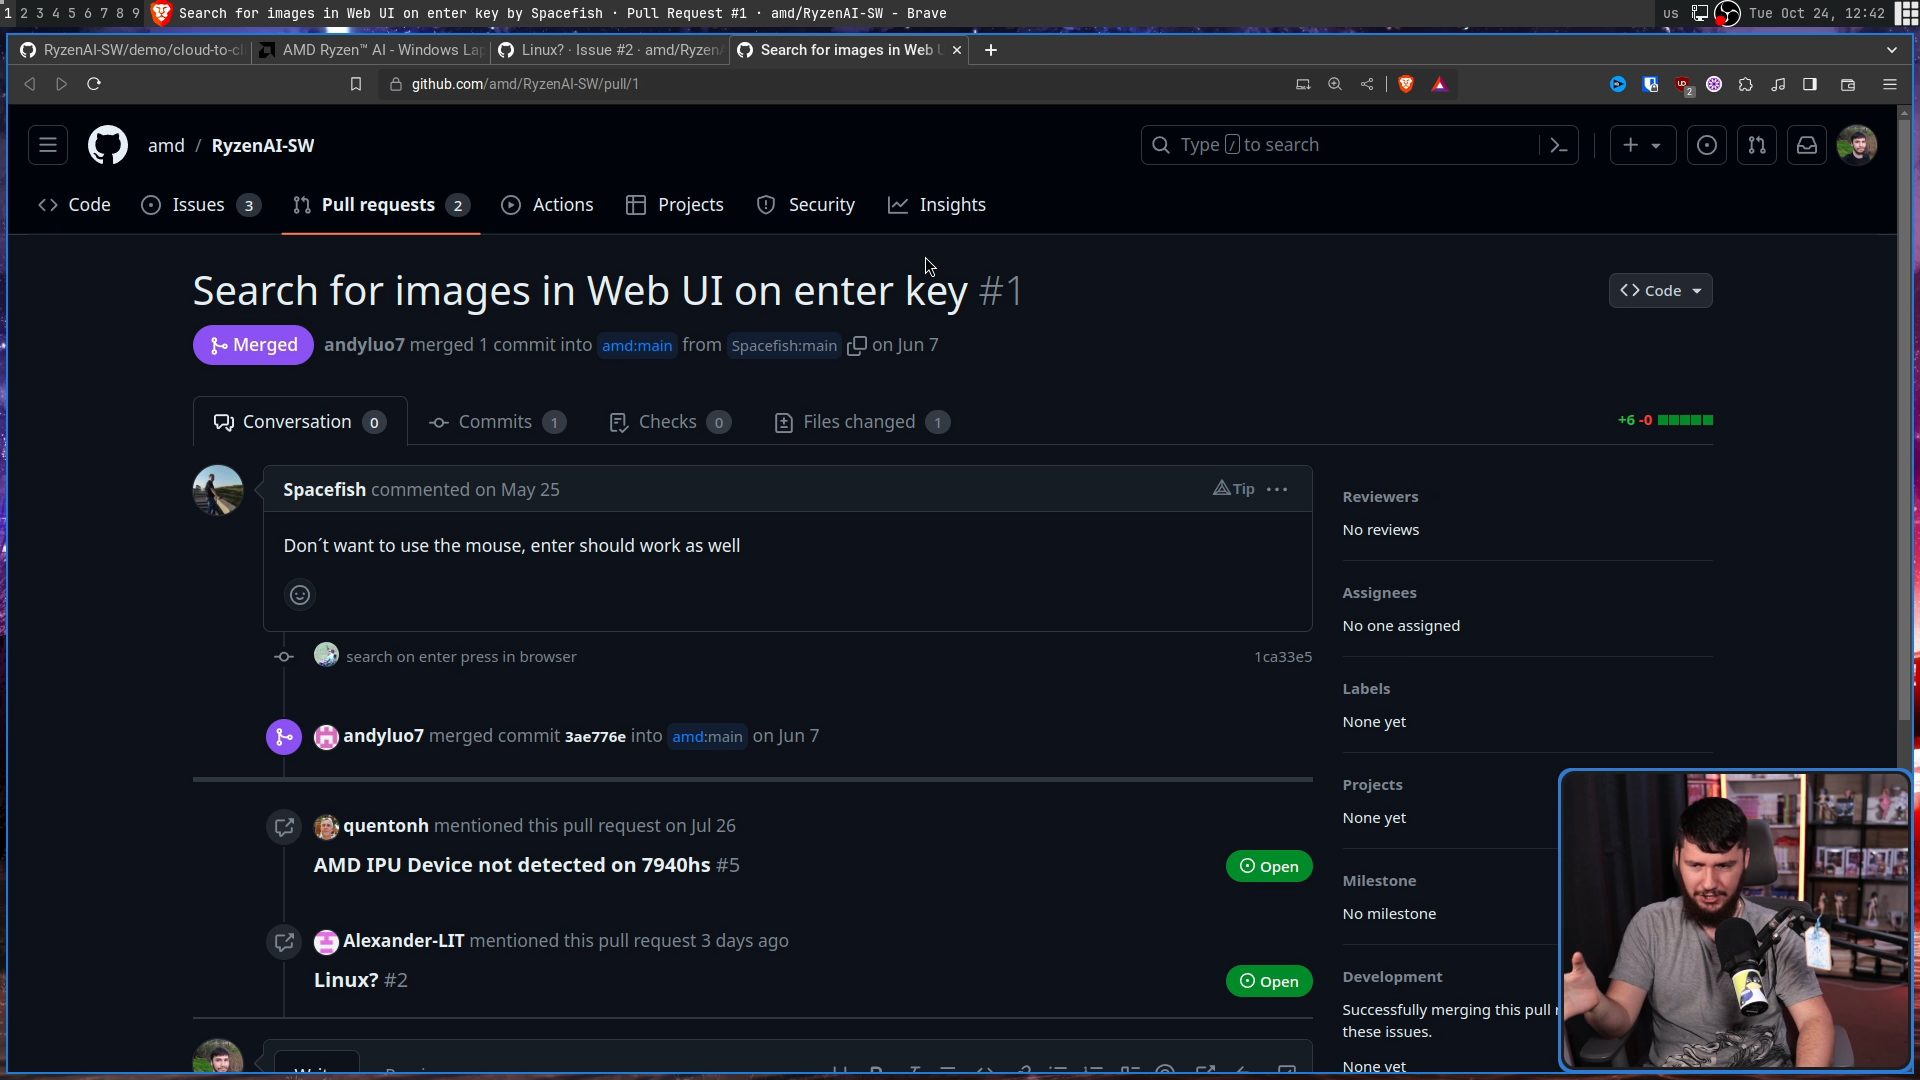 1 2 3 4 5 6 7 8 9 Search for images in Web UI on enter key by Spacefish · Pull Request #1 · amd/RyzenAI-SW - Brave us Tue Oct 24, 12:42
RyzenAI-SW/demo/cloud-to-cl AMD Ryzen™ AI - Windows Lap Linux? · Issue #2 · amd/Ryzen Search for images in Web U
github.com/amd/RyzenAI-SW/pull/1 2
amd / RyzenAI-SW Type / to search
Code Issues 3 Pull requests 2 Actions Projects Security Insights
Search for images in Web UI on enter key #1 Code
Merged andyluo7 merged 1 commit into amd:main from Spacefish:main on Jun 7
Conversation 0 Commits 1 Checks 0 Files changed 1 +6 -0
Spacefish commented on May 25 Tip ···
Don´t want to use the mouse, enter should work as well
search on enter press in browser 1ca33e5
andyluo7 merged commit 3ae776e into amd:main on Jun 7
quentonh mentioned this pull request on Jul 26
AMD IPU Device not detected on 7940hs #5 Open
Alexander-LIT mentioned this pull request 3 days ago
Linux? #2 Open
Reviewers
No reviews
Assignees
No one assigned
Labels
None yet
Projects
None yet
Milestone
No milestone
Development
Successfully merging this pull
these issues.
None yet